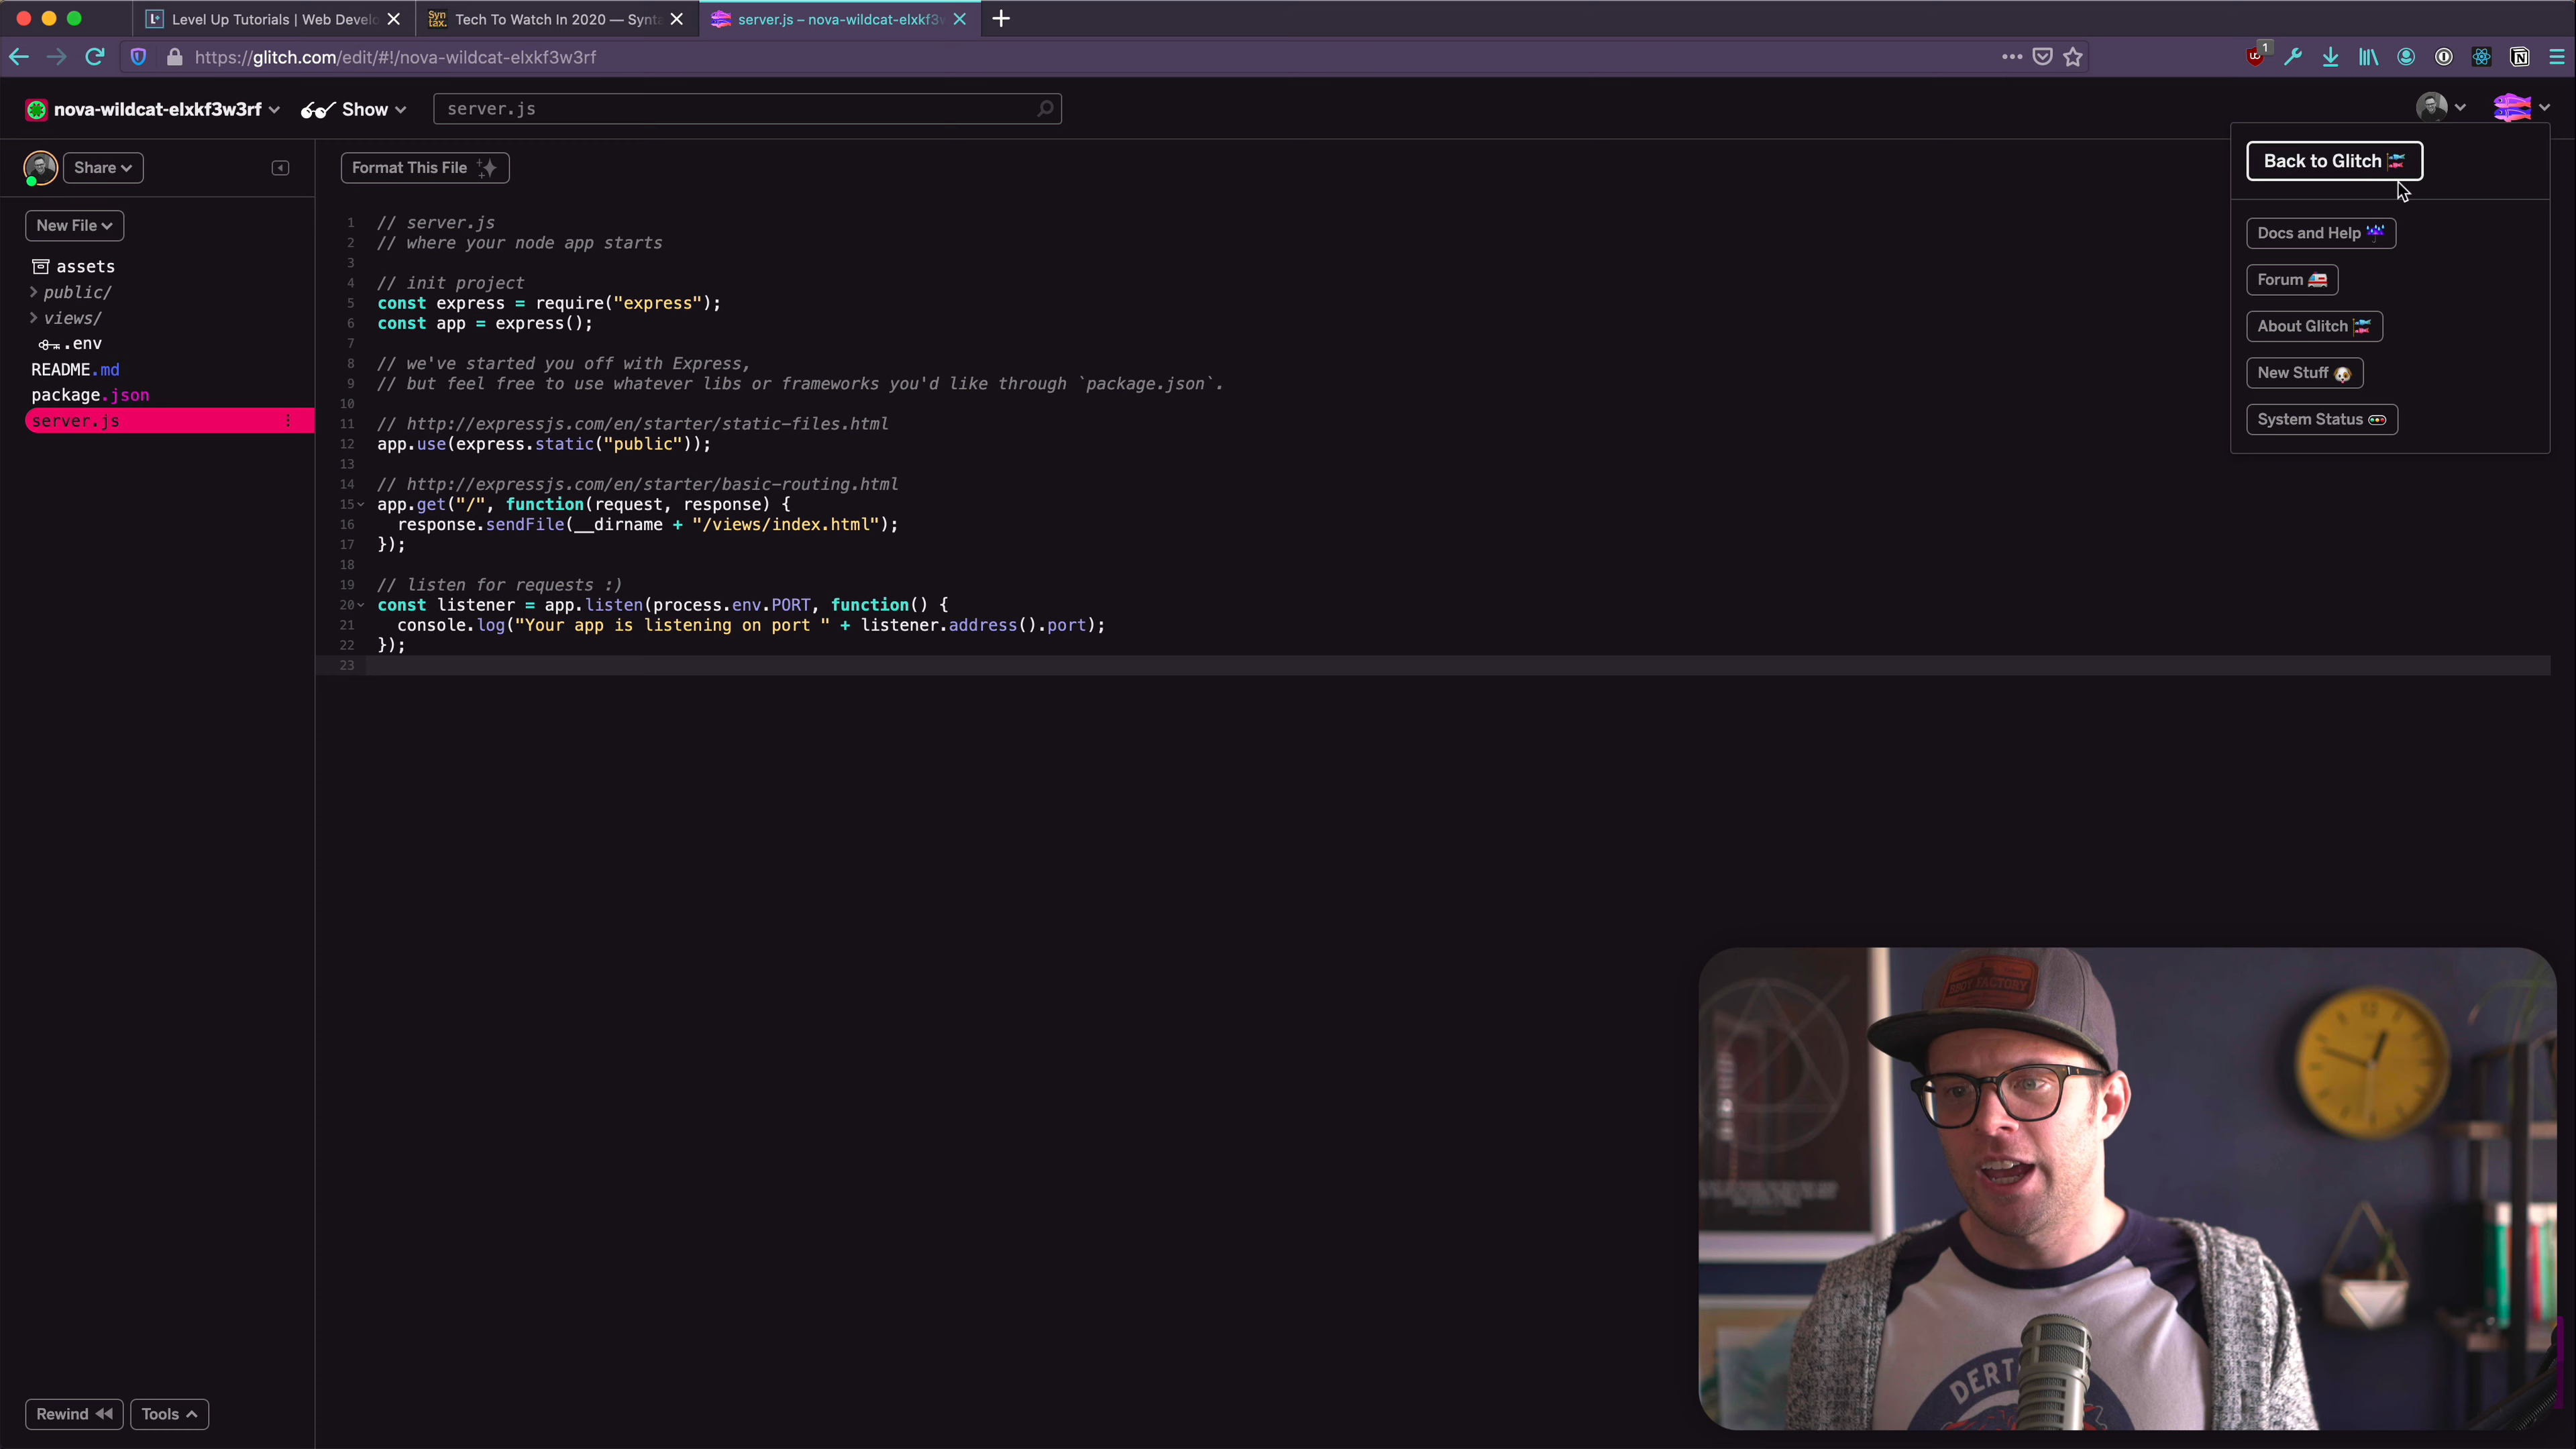 Level Up Tutorials | Web Develo
Syn
tax.
Tech To Watch In 2020 — Synta
server.js – nova-wildcat-elxkf3w
https://glitch.com/edit/#!/nova-wildcat-elxkf3w3rf
1
nova-wildcat-elxkf3w3rf
Show
server.js
Share
Format This File
Back to Glitch
New File
Docs and Help
Forum
About Glitch
New Stuff
System Status
assets
public/
views/
.env
README.md
package.json
server.js
1 // server.js
2 // where your node app starts
3
4 // init project
5 const express = require("express");
6 const app = express();
7
8 // we've started you off with Express,
9 // but feel free to use whatever libs or frameworks you'd like through `package.json`.
10
11 // http://expressjs.com/en/starter/static-files.html
12 app.use(express.static("public"));
13
14 // http://expressjs.com/en/starter/basic-routing.html
15 app.get("/", function(request, response) {
16 response.sendFile(__dirname + "/views/index.html");
17 });
18
19 // listen for requests :)
20 const listener = app.listen(process.env.PORT, function() {
21 console.log("Your app is listening on port " + listener.address().port);
22 });
23
Rewind
Tools
FACTORY
DERT